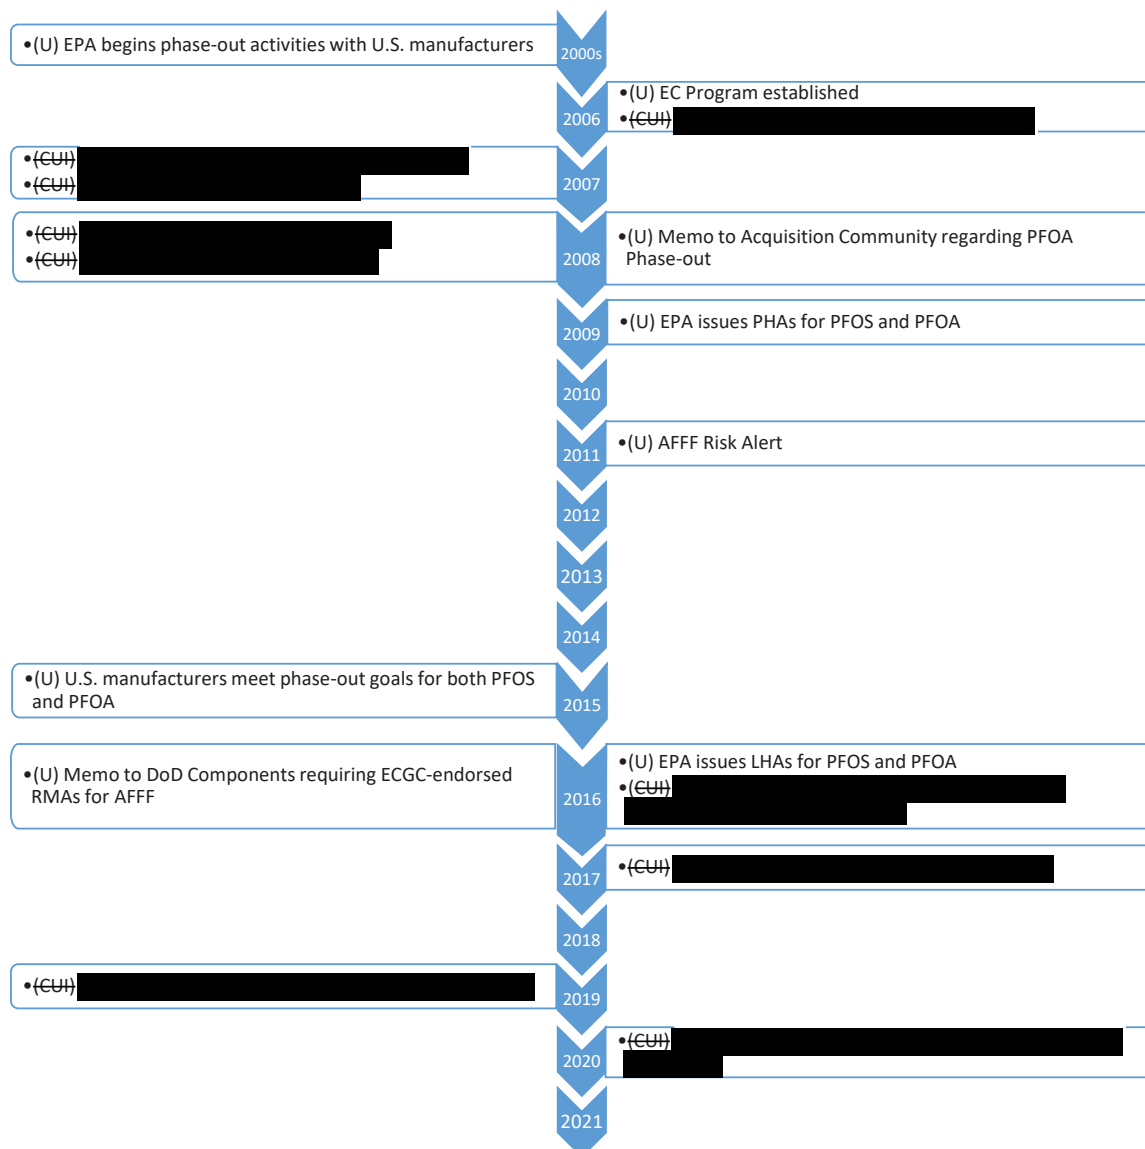 •(U) EPA begins phase-out activities with U.S. manufacturers
2000s
2006
•(U) EC Program established
•(CUI)
•(CUI)
•(CUI)
2007
•(CUI)
•(CUI)
2008
•(U) Memo to Acquisition Community regarding PFOA
Phase-out
2009
•(U) EPA issues PHAs for PFOS and PFOA
2010
2011
•(U) AFFF Risk Alert
2012
2013
2014
•(U) U.S. manufacturers meet phase-out goals for both PFOS
and PFOA
2015
•(U) Memo to DoD Components requiring ECGC-endorsed
RMAs for AFFF
2016
•(U) EPA issues LHAs for PFOS and PFOA
•(CUI)
2017
•(CUI)
2018
•(CUI)
2019
2020
•(CUI)
2021